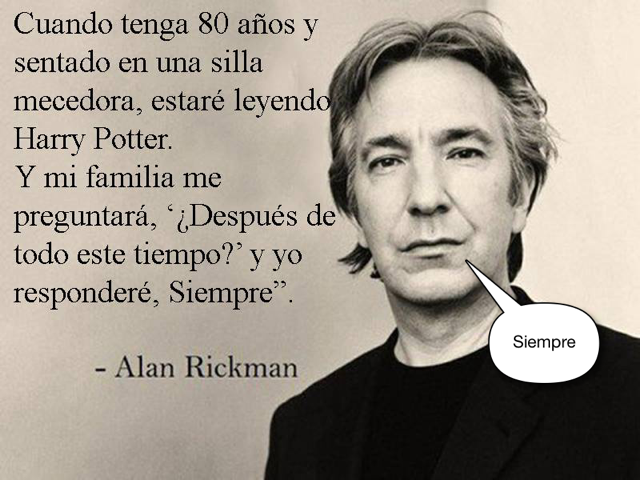 Cuando tenga 80 años y
sentado en una silla
mecedora, estaré leyendo
Harry Potter.
Y mi familia me
preguntará, ‘¿Después de
todo este tiempo?’ y yo
responderé, Siempre”.
- Alan Rickman
Siempre